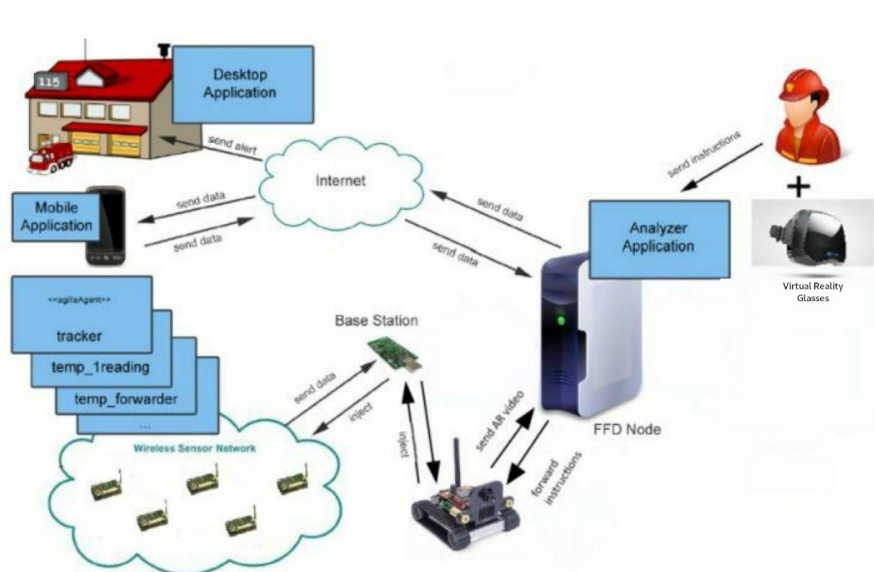 115
Desktop
Application
send alert
Internet
send instructions
Mobile
Application
send data
send data
send data
send data
Analyzer
Application
Virtual Reality
Glasses
<<agillaAgent>>
tracker
temp_1reading
temp_forwarder
...
Base Station
send data
inject
inject
send AR video
forward
instructions
FFD Node
Wireless Sensor Network